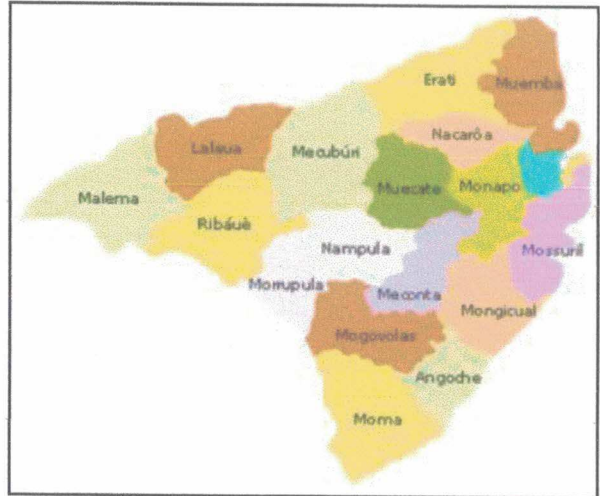 Erati
Muemba
Nacarôa
Lalaua
Mecubúri
Muecate
Monapo
Malema
Ribáuè
Nampula
Mossuril
Morrupula
Meconta
Mongicual
Mogovolas
Angoche
Moma